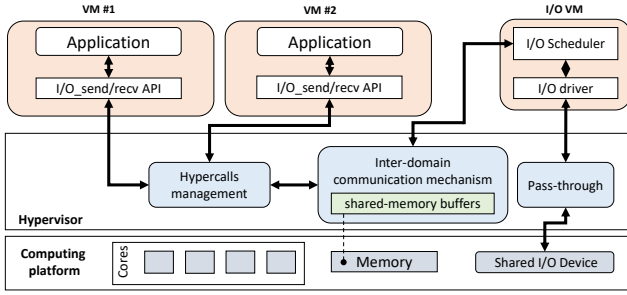 VM #1
VM #2
I/O VM
Application
Application
I/O Scheduler
I/O_send/recv API
I/O_send/recv API
I/O driver
Hypercalls
management
Inter-domain
communication mechanism
shared-memory buffers
Pass-through
Hypervisor
Computing
platform
Cores
Memory
Shared I/O Device